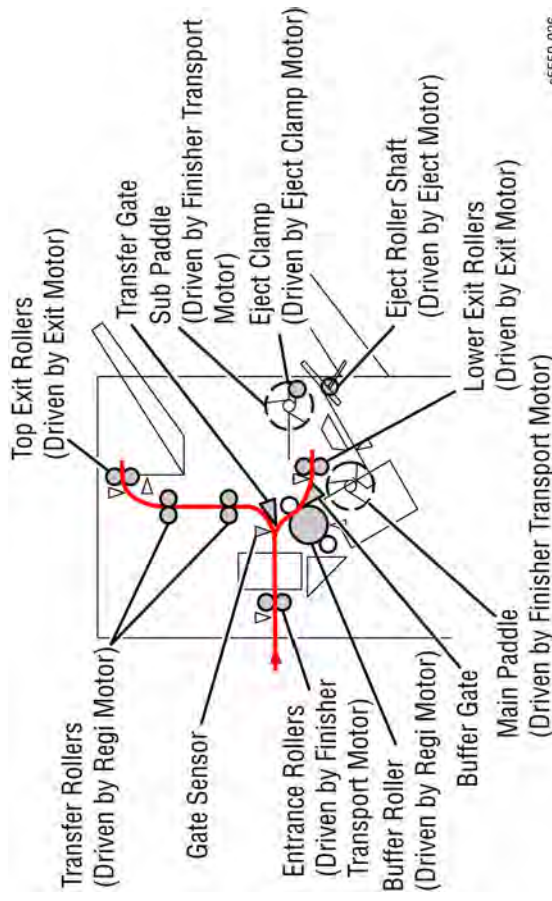 Top Exit Rollers
(Driven by Exit Motor)
Transfer Rollers
(Driven by Regi Motor)
Transfer Gate
Sub Paddle
(Driven by Finisher Transport
Motor)
Eject Clamp
(Driven by Eject Clamp Motor)
Eject Roller Shaft
(Driven by Eject Motor)
Lower Exit Rollers
(Driven by Exit Motor)
Gate Sensor
Entrance Rollers
(Driven by Finisher
Transport Motor)
Buffer Roller
(Driven by Regi Motor)
Buffer Gate
Main Paddle
(Driven by Finisher Transport Motor)